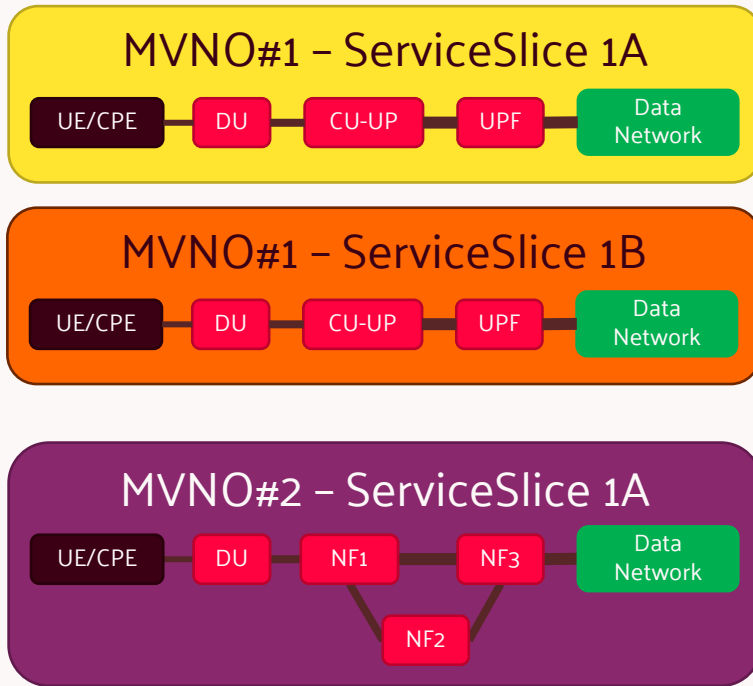 MVNO#1 – ServiceSlice 1A
UE/CPE
DU
CU-UP
UPF
Data
Network
MVNO#1 – ServiceSlice 1B
UE/CPE
DU
CU-UP
UPF
Data
Network
MVNO#2 – ServiceSlice 1A
UE/CPE
DU
NF1
NF3
Data
Network
NF2